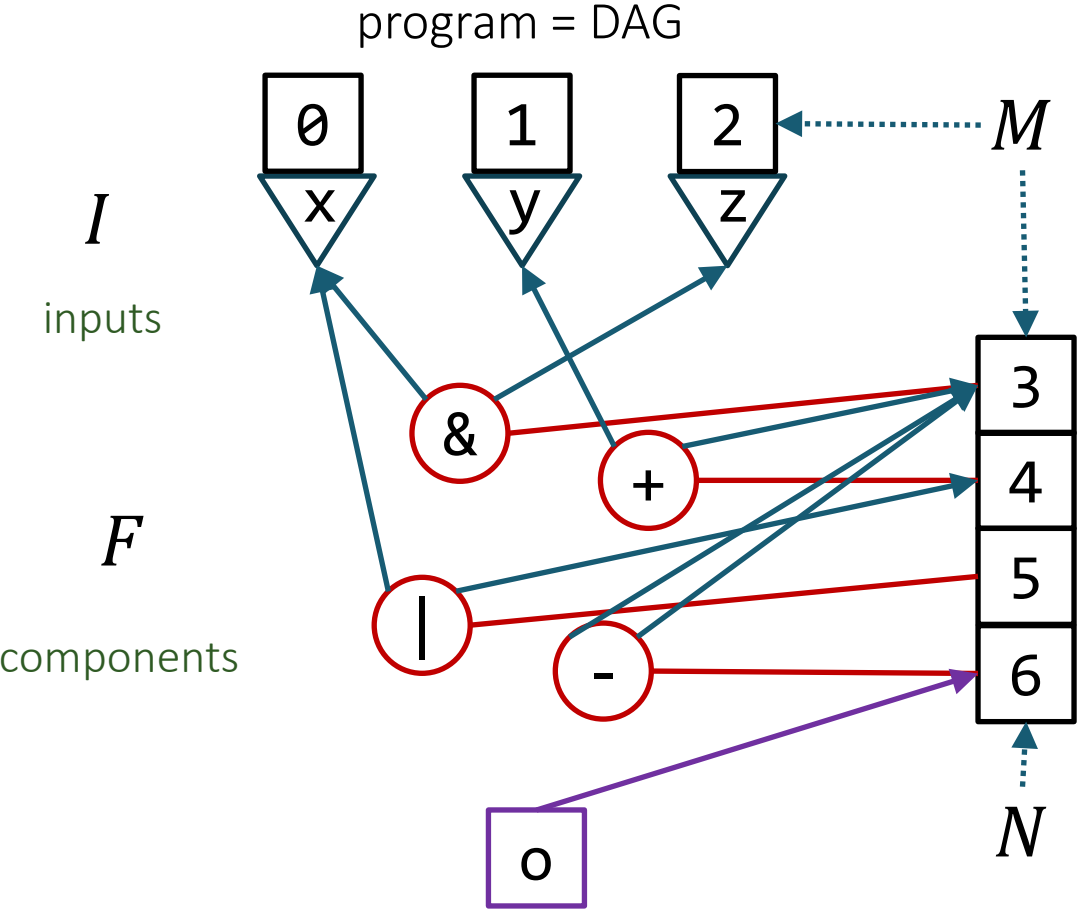 program = DAG
0 1 2 M
x y z
I
inputs
3
&
+ 4
F
| 5
components
- 6
N
o